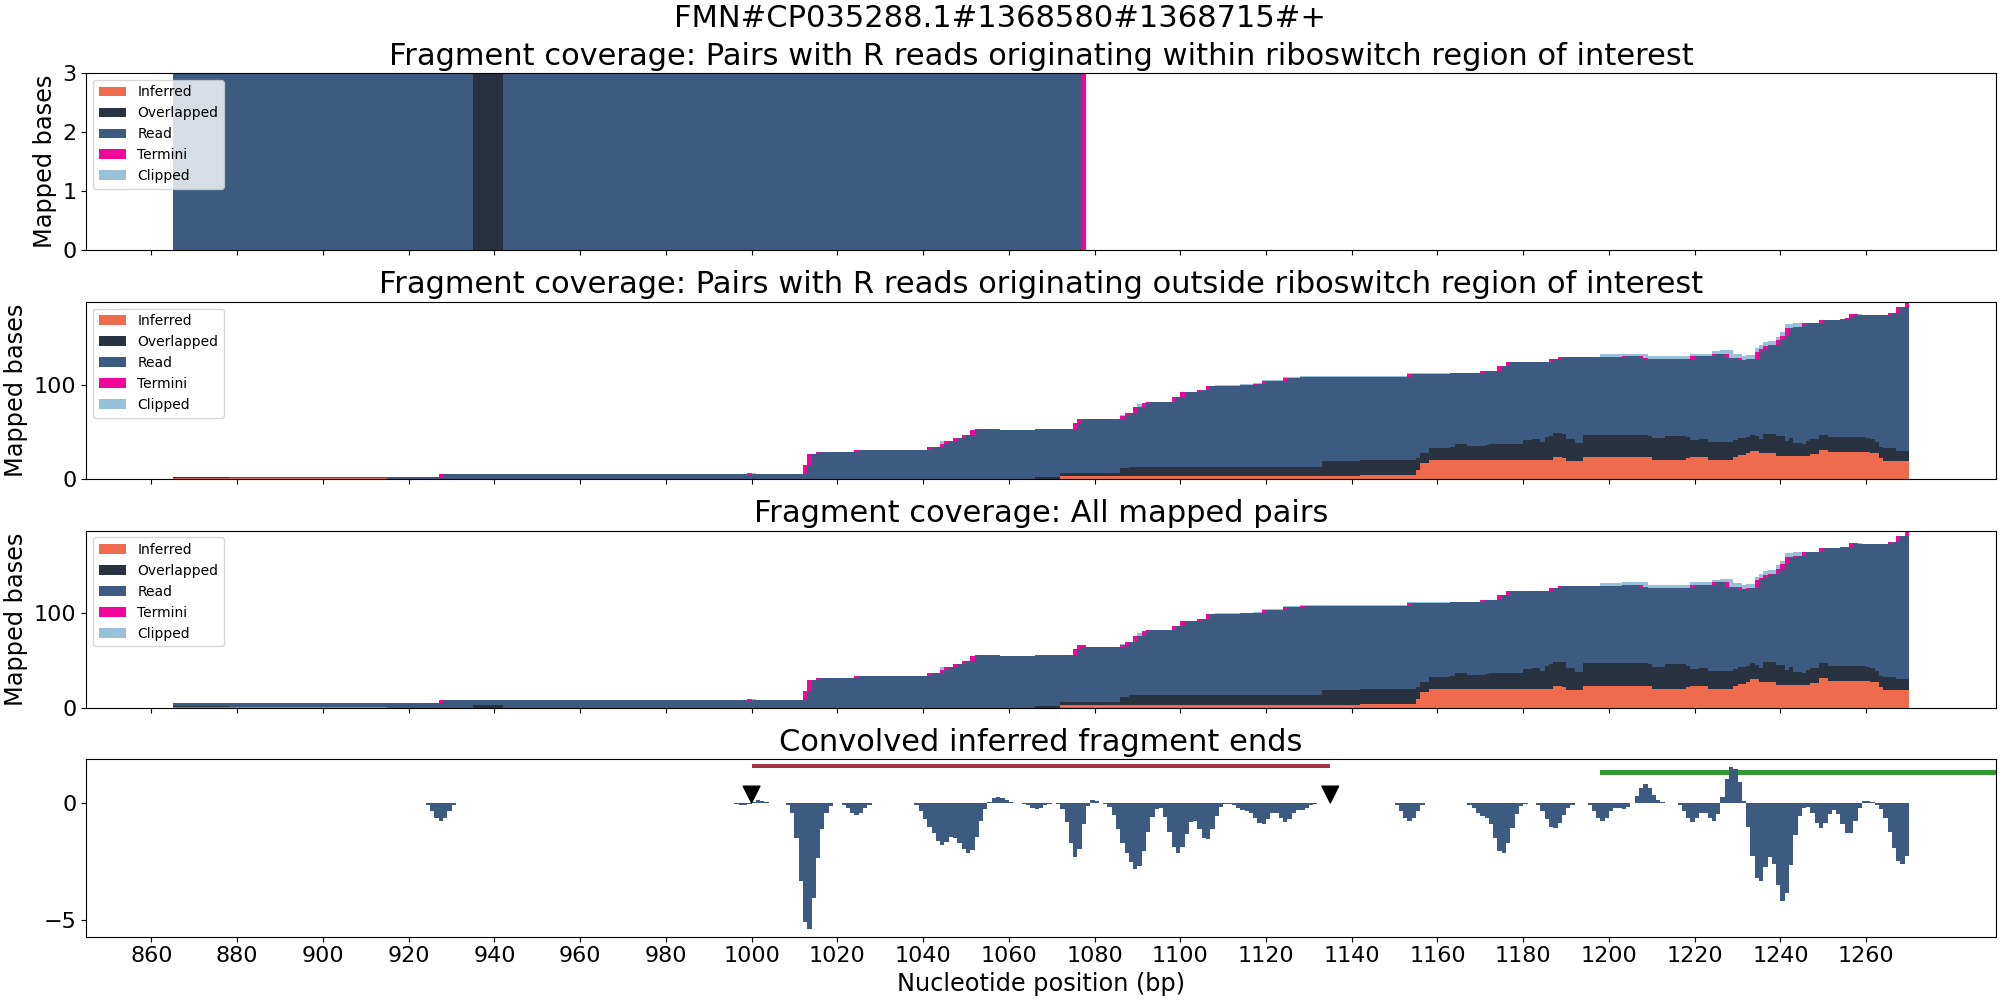 FMN#CP035288.1#1368580#1368715#+
Fragment coverage: Pairs with R reads originating within riboswitch region of interest
Mapped bases
3
2
1
0
Inferred
Overlapped
Read
Termini
Clipped
Fragment coverage: Pairs with R reads originating outside riboswitch region of interest
Mapped bases
100
0
Inferred
Overlapped
Read
Termini
Clipped
Fragment coverage: All mapped pairs
Mapped bases
100
0
Inferred
Overlapped
Read
Termini
Clipped
Convolved inferred fragment ends
0
−5
860 880 900 920 940 960 980 1000 1020 1040 1060 1080 1100 1120 1140 1160 1180 1200 1220 1240 1260
Nucleotide position (bp)